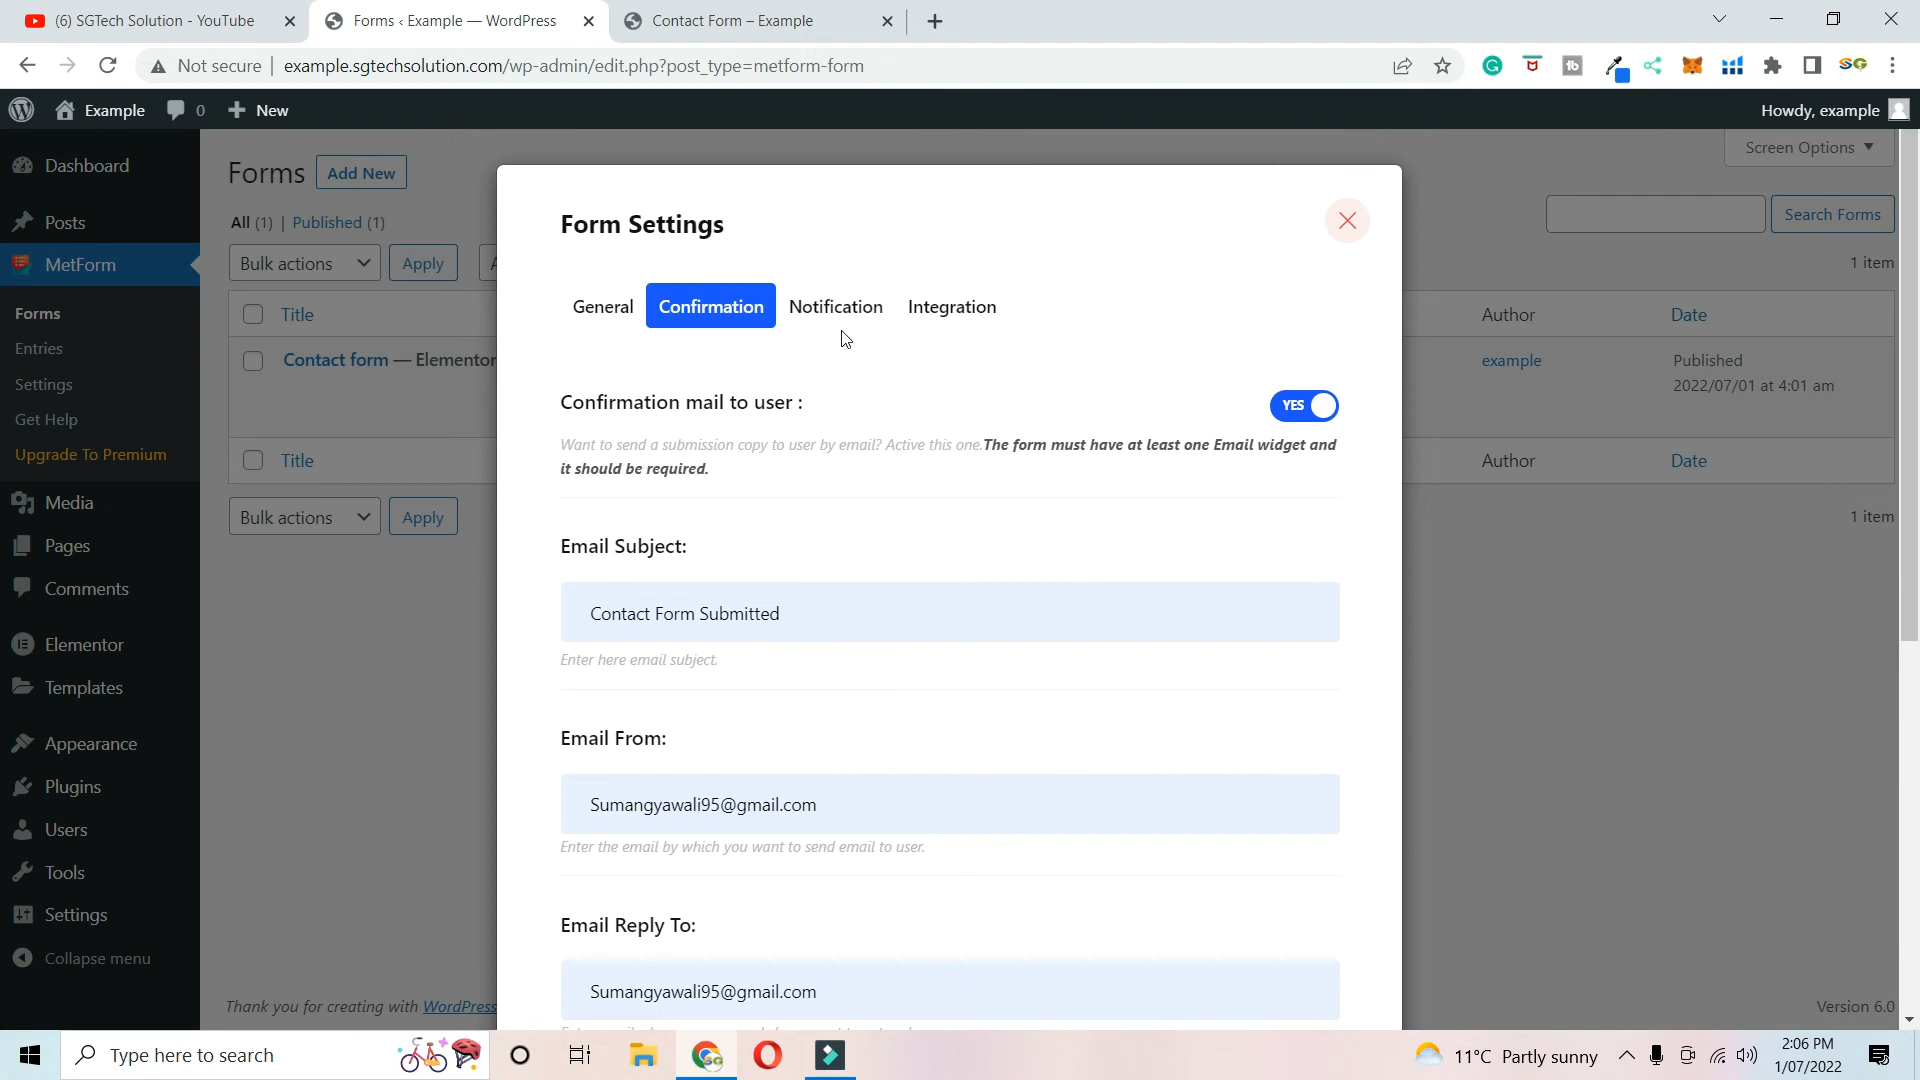 (6) SGTech Solution - YouTube
Forms ‹ Example — WordPress
Contact Form – Example
Not secure
example.sgtechsolution.com/wp-admin/edit.php?post_type=metform-form
Example
0
New
Howdy, example
Dashboard
Posts
MetForm
Forms
Entries
Settings
Get Help
Upgrade To Premium
Media
Pages
Comments
Elementor
Templates
Appearance
Plugins
Users
Tools
Settings
Collapse menu
Forms
Add New
Screen Options
All (1) | Published (1)
Search Forms
Bulk actions
Apply
1 item
Title
Author
Date
Contact form — Elementor
example
Published
2022/07/01 at 4:01 am
Title
Author
Date
Bulk actions
Apply
1 item
Form Settings
General
Confirmation
Notification
Integration
Confirmation mail to user :
YES
Want to send a submission copy to user by email? Active this one.The form must have at least one Email widget and
it should be required.
Email Subject:
Contact Form Submitted
Enter here email subject.
Email From:
Sumangyawali95@gmail.com
Enter the email by which you want to send email to user.
Email Reply To:
Sumangyawali95@gmail.com
Thank you for creating with WordPress
Version 6.0
Type here to search
11°C Partly sunny
2:06 PM
1/07/2022